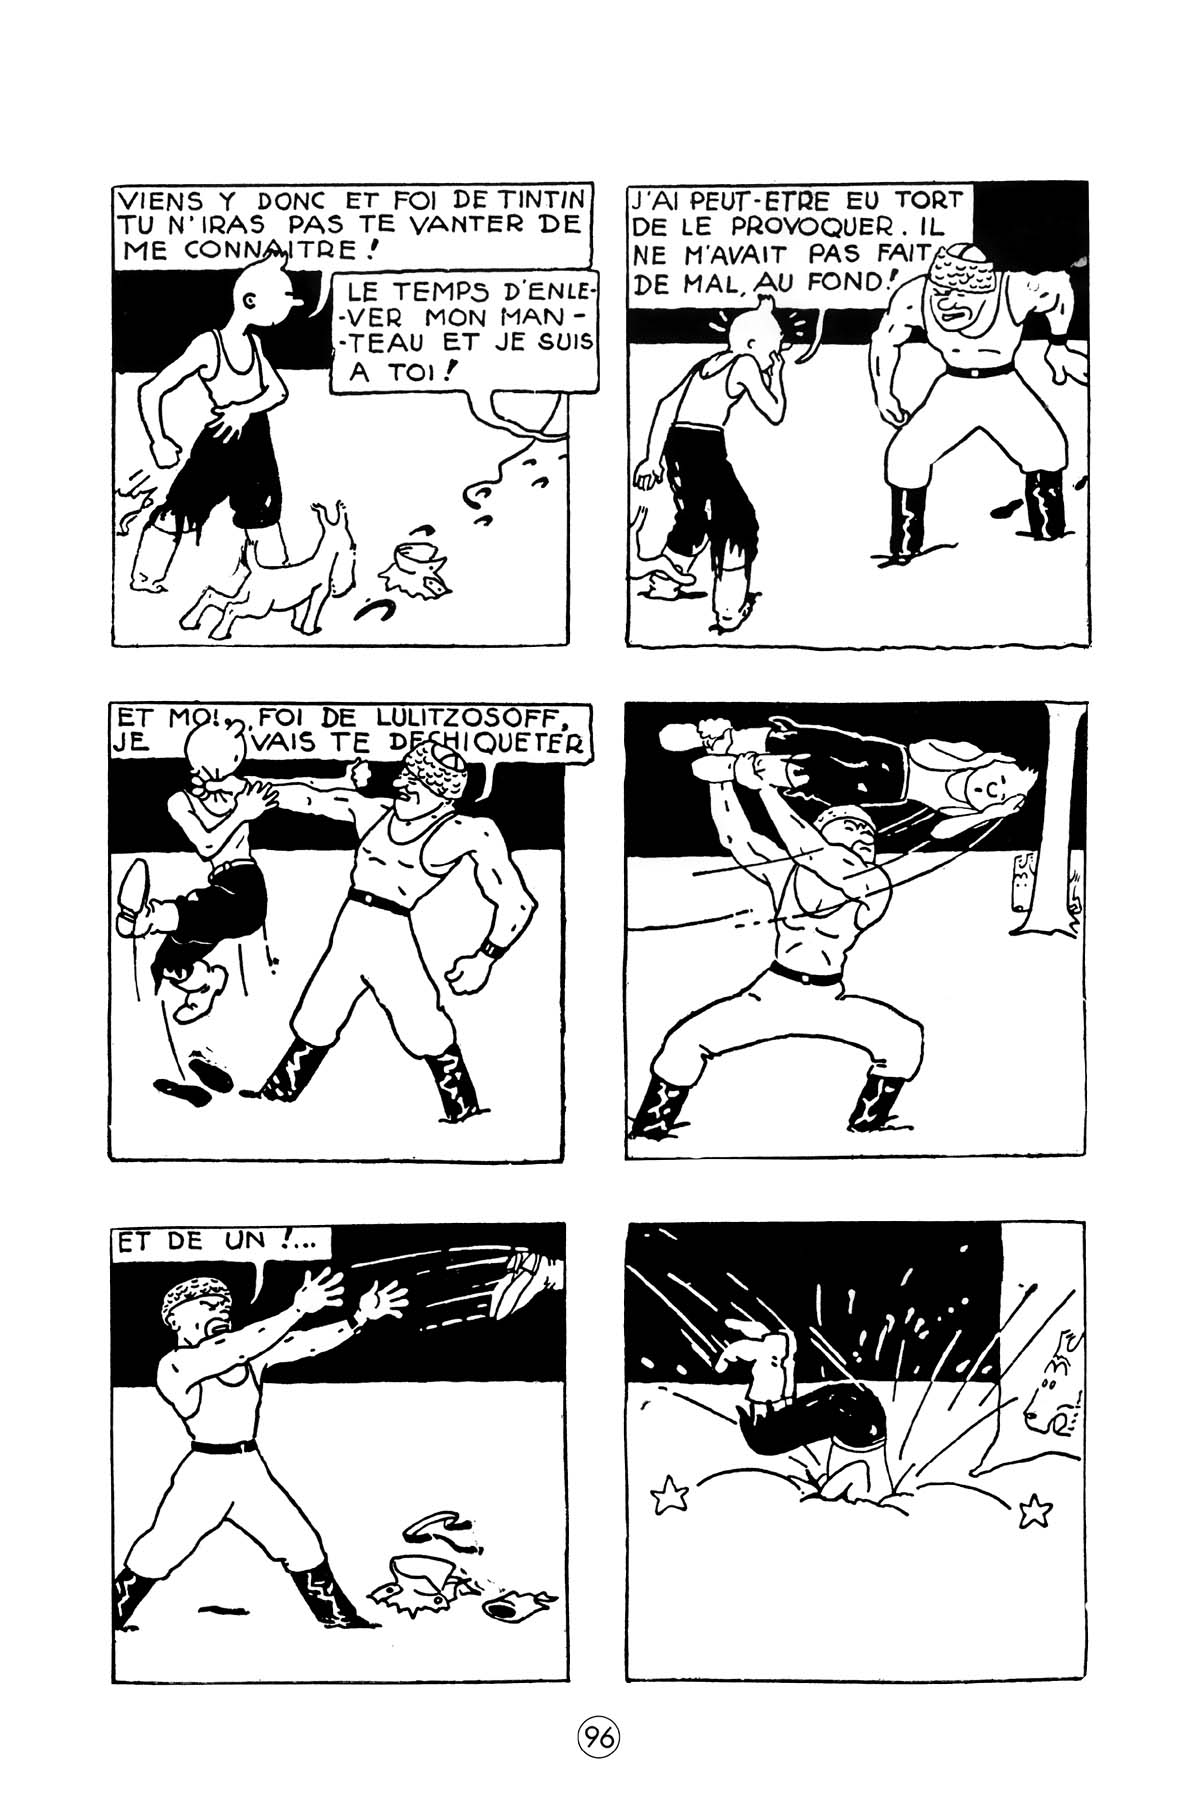 VIENS Y DONC ET FOI DE TINTIN
TU N'IRAS PAS TE VANTER DE
ME CONNAITRE !
LE TEMPS D'ENLE-
-VER MON MAN-
-TEAU ET JE SUIS
A TOI !
J'AI PEUT-ETRE EU TORT
DE LE PROVOQUER. IL
NE M'AVAIT PAS FAIT
DE MAL, AU FOND !
ET MOI... FOI DE LULITZOSOFF,
JE VAIS TE DECHIQUETER
ET DE UN !...
96